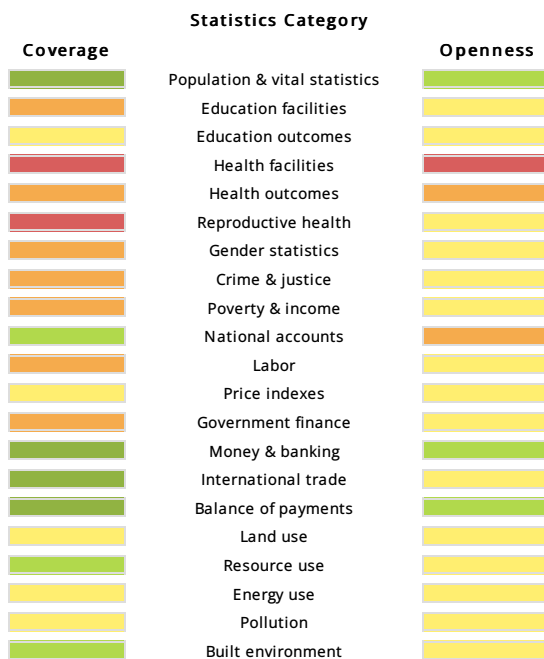 Statistics Category
Coverage Openness
Population & vital statistics
Education facilities
Education outcomes
Health facilities
Health outcomes
Reproductive health
Gender statistics
Crime & justice
Poverty & income
National accounts
Labor
Price indexes
Government finance
Money & banking
International trade
Balance of payments
Land use
Resource use
Energy use
Pollution
Built environment